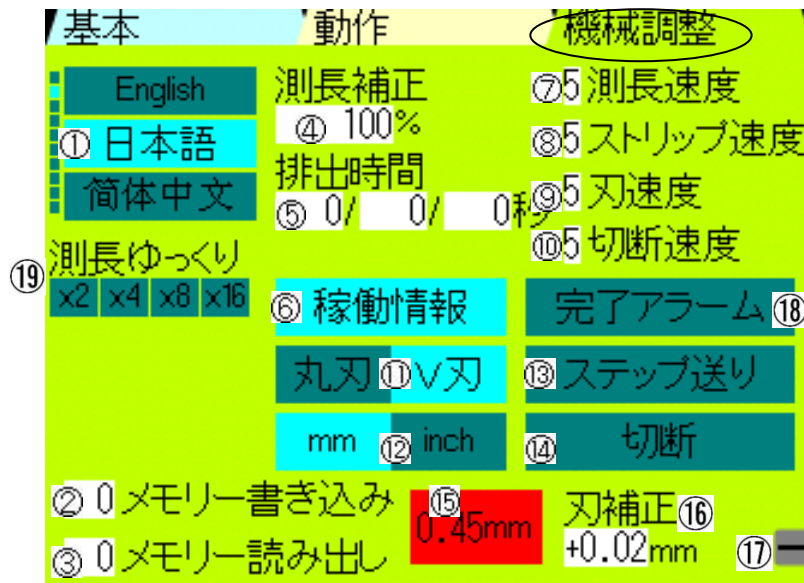 基本 動作 機械調整
English
①日本語
简体中文
測長補正
④ 100%
排出時間
⑤ 0/ 0/ 0秒
⑦5 測長速度
⑧5 ストリップ速度
⑨5 刃速度
⑩5 切断速度
⑲ 測長ゆっくり
x2 x4 x8 x16
⑥ 稼働情報
完了アラーム ⑱
丸刃 ⑪ V刃
⑬ ステップ送り
mm ⑫ inch
⑭ 切断
② 0 メモリー書き込み
③ 0 メモリー読み出し
⑮
0.45mm
刃補正⑯
+0.02mm
⑰